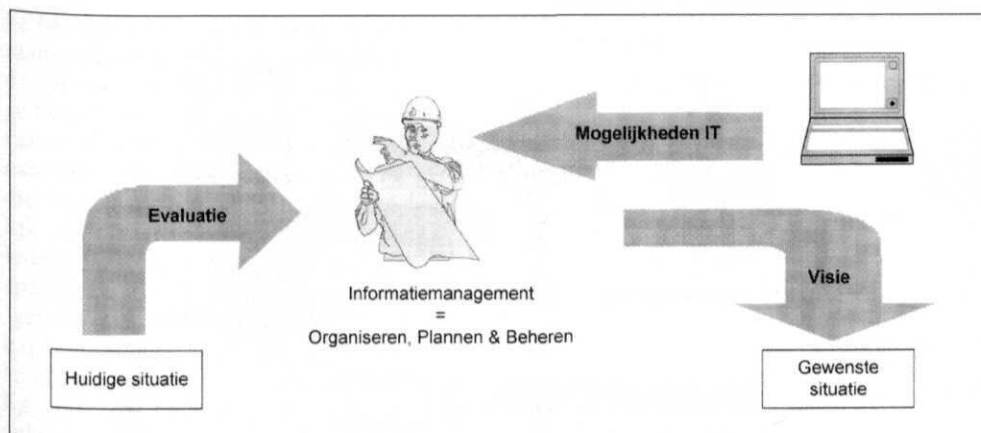 Mogelijkheden IT
Evaluatie
Visie
Informatiemanagement
=
Organiseren, Plannen & Beheren
Huidige situatie
Gewenste
situatie